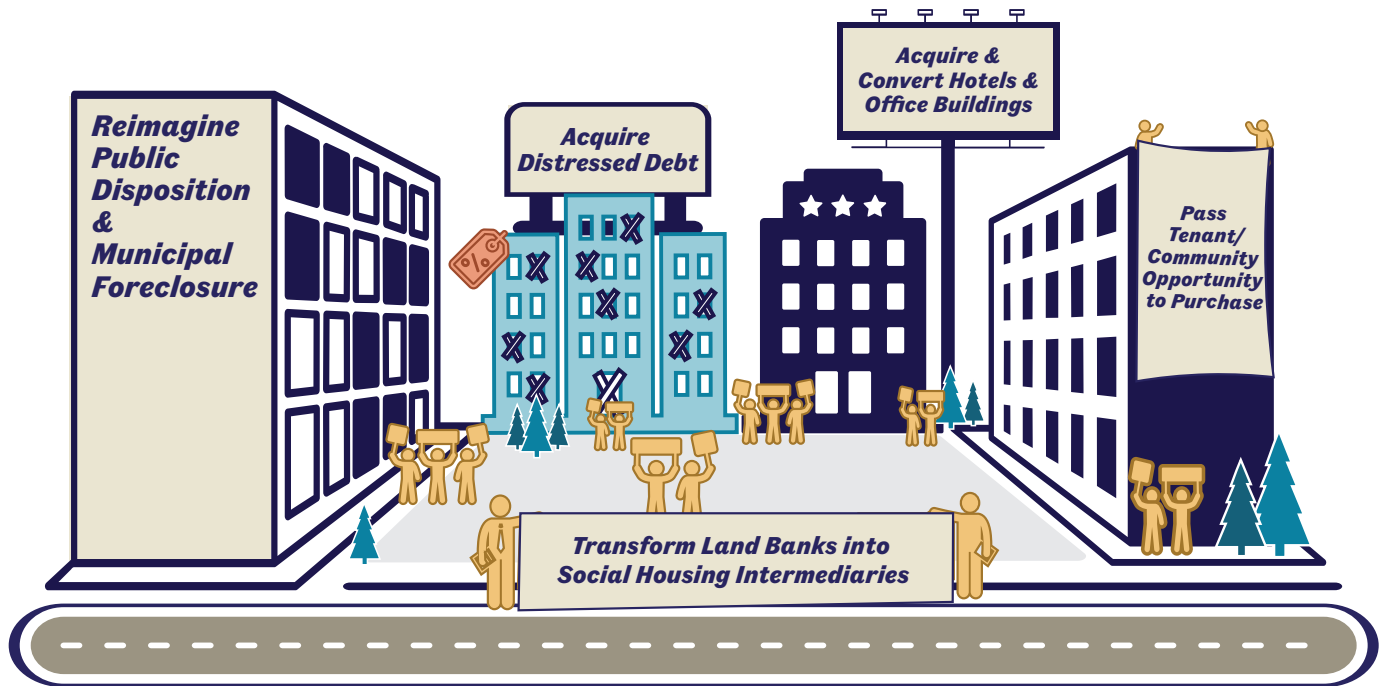 Reimagine
Public
Disposition
&
Municipal
Foreclosure
Acquire
Distressed Debt
Acquire &
Convert Hotels &
Office Buildings
Pass
Tenant/
Community
Opportunity
to Purchase
%
Transform Land Banks into
Social Housing Intermediaries